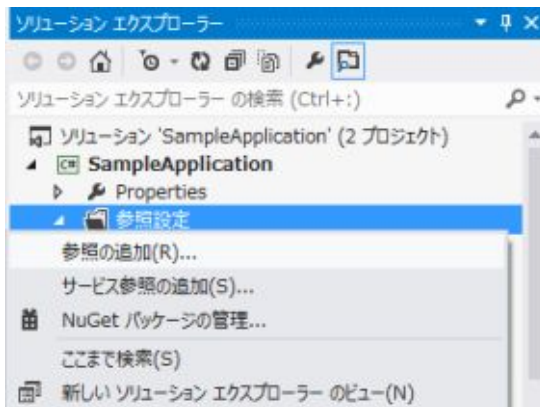 ソリューション エクスプローラー
ソリューション エクスプローラー の検索 (Ctrl+:)
ソリューション 'SampleApplication' (2 プロジェクト)
C# SampleApplication
Properties
参照設定
参照の追加(R)...
サービス参照の追加(S)...
NuGet パッケージの管理...
ここまで検索(S)
新しい ソリューション エクスプローラー のビュー(N)